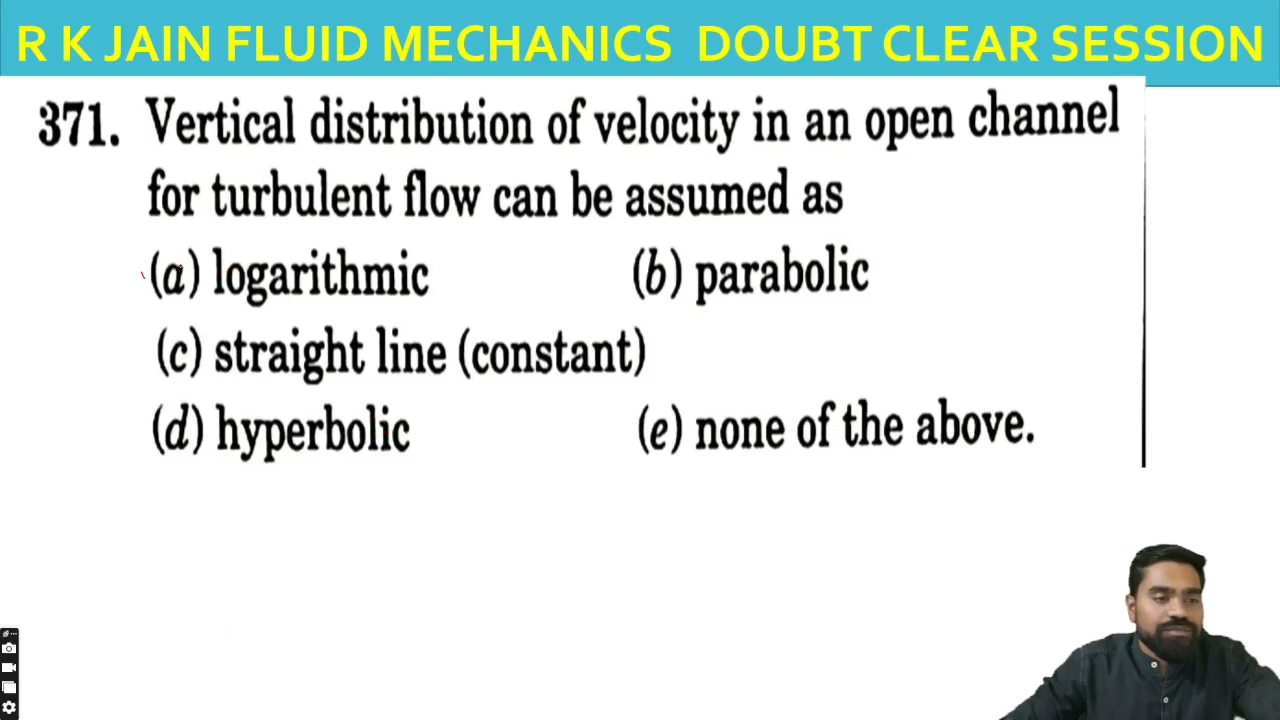 R K JAIN FLUID MECHANICS DOUBT CLEAR SESSION
371. Vertical distribution of velocity in an open channel
for turbulent flow can be assumed as
(a) logarithmic (b) parabolic
(c) straight line (constant)
(d) hyperbolic (e) none of the above.